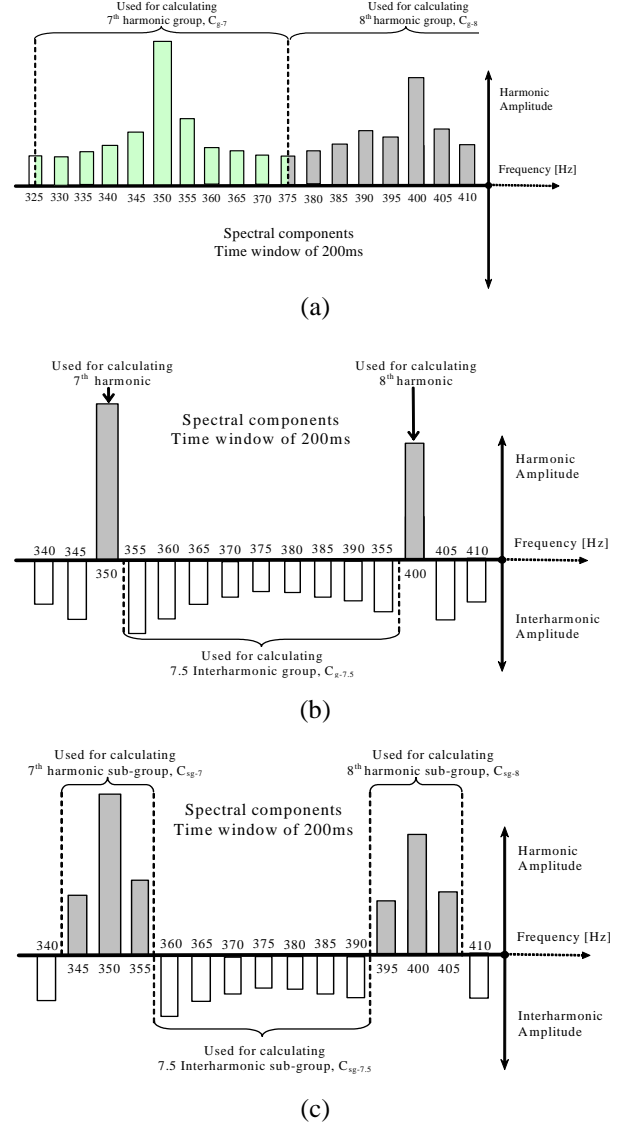 Used for calculating
7th harmonic group, Cg-7
Used for calculating
8th harmonic group, Cg-8
Harmonic
Amplitude
Frequency [Hz]
325 330 335 340 345 350 355 360 365 370 375 380 385 390 395 400 405 410
Spectral components
Time window of 200ms
(a)
Used for calculating
7th harmonic
Used for calculating
8th harmonic
Spectral components
Time window of 200ms
Harmonic
Amplitude
Frequency [Hz]
340 345 355 360 365 370 375 380 385 390 355 405 410
350 400
Interharmonic
Amplitude
Used for calculating
7.5 Interharmonic group, Cg-7.5
(b)
Used for calculating
7th harmonic sub-group, Csg-7
Used for calculating
8th harmonic sub-group, Csg-8
Spectral components
Time window of 200ms
Harmonic
Amplitude
Frequency [Hz]
340 360 365 370 375 380 385 390 410
345 350 355 395 400 405
Interharmonic
Amplitude
Used for calculating
7.5 Interharmonic sub-group, Csg-7.5
(c)